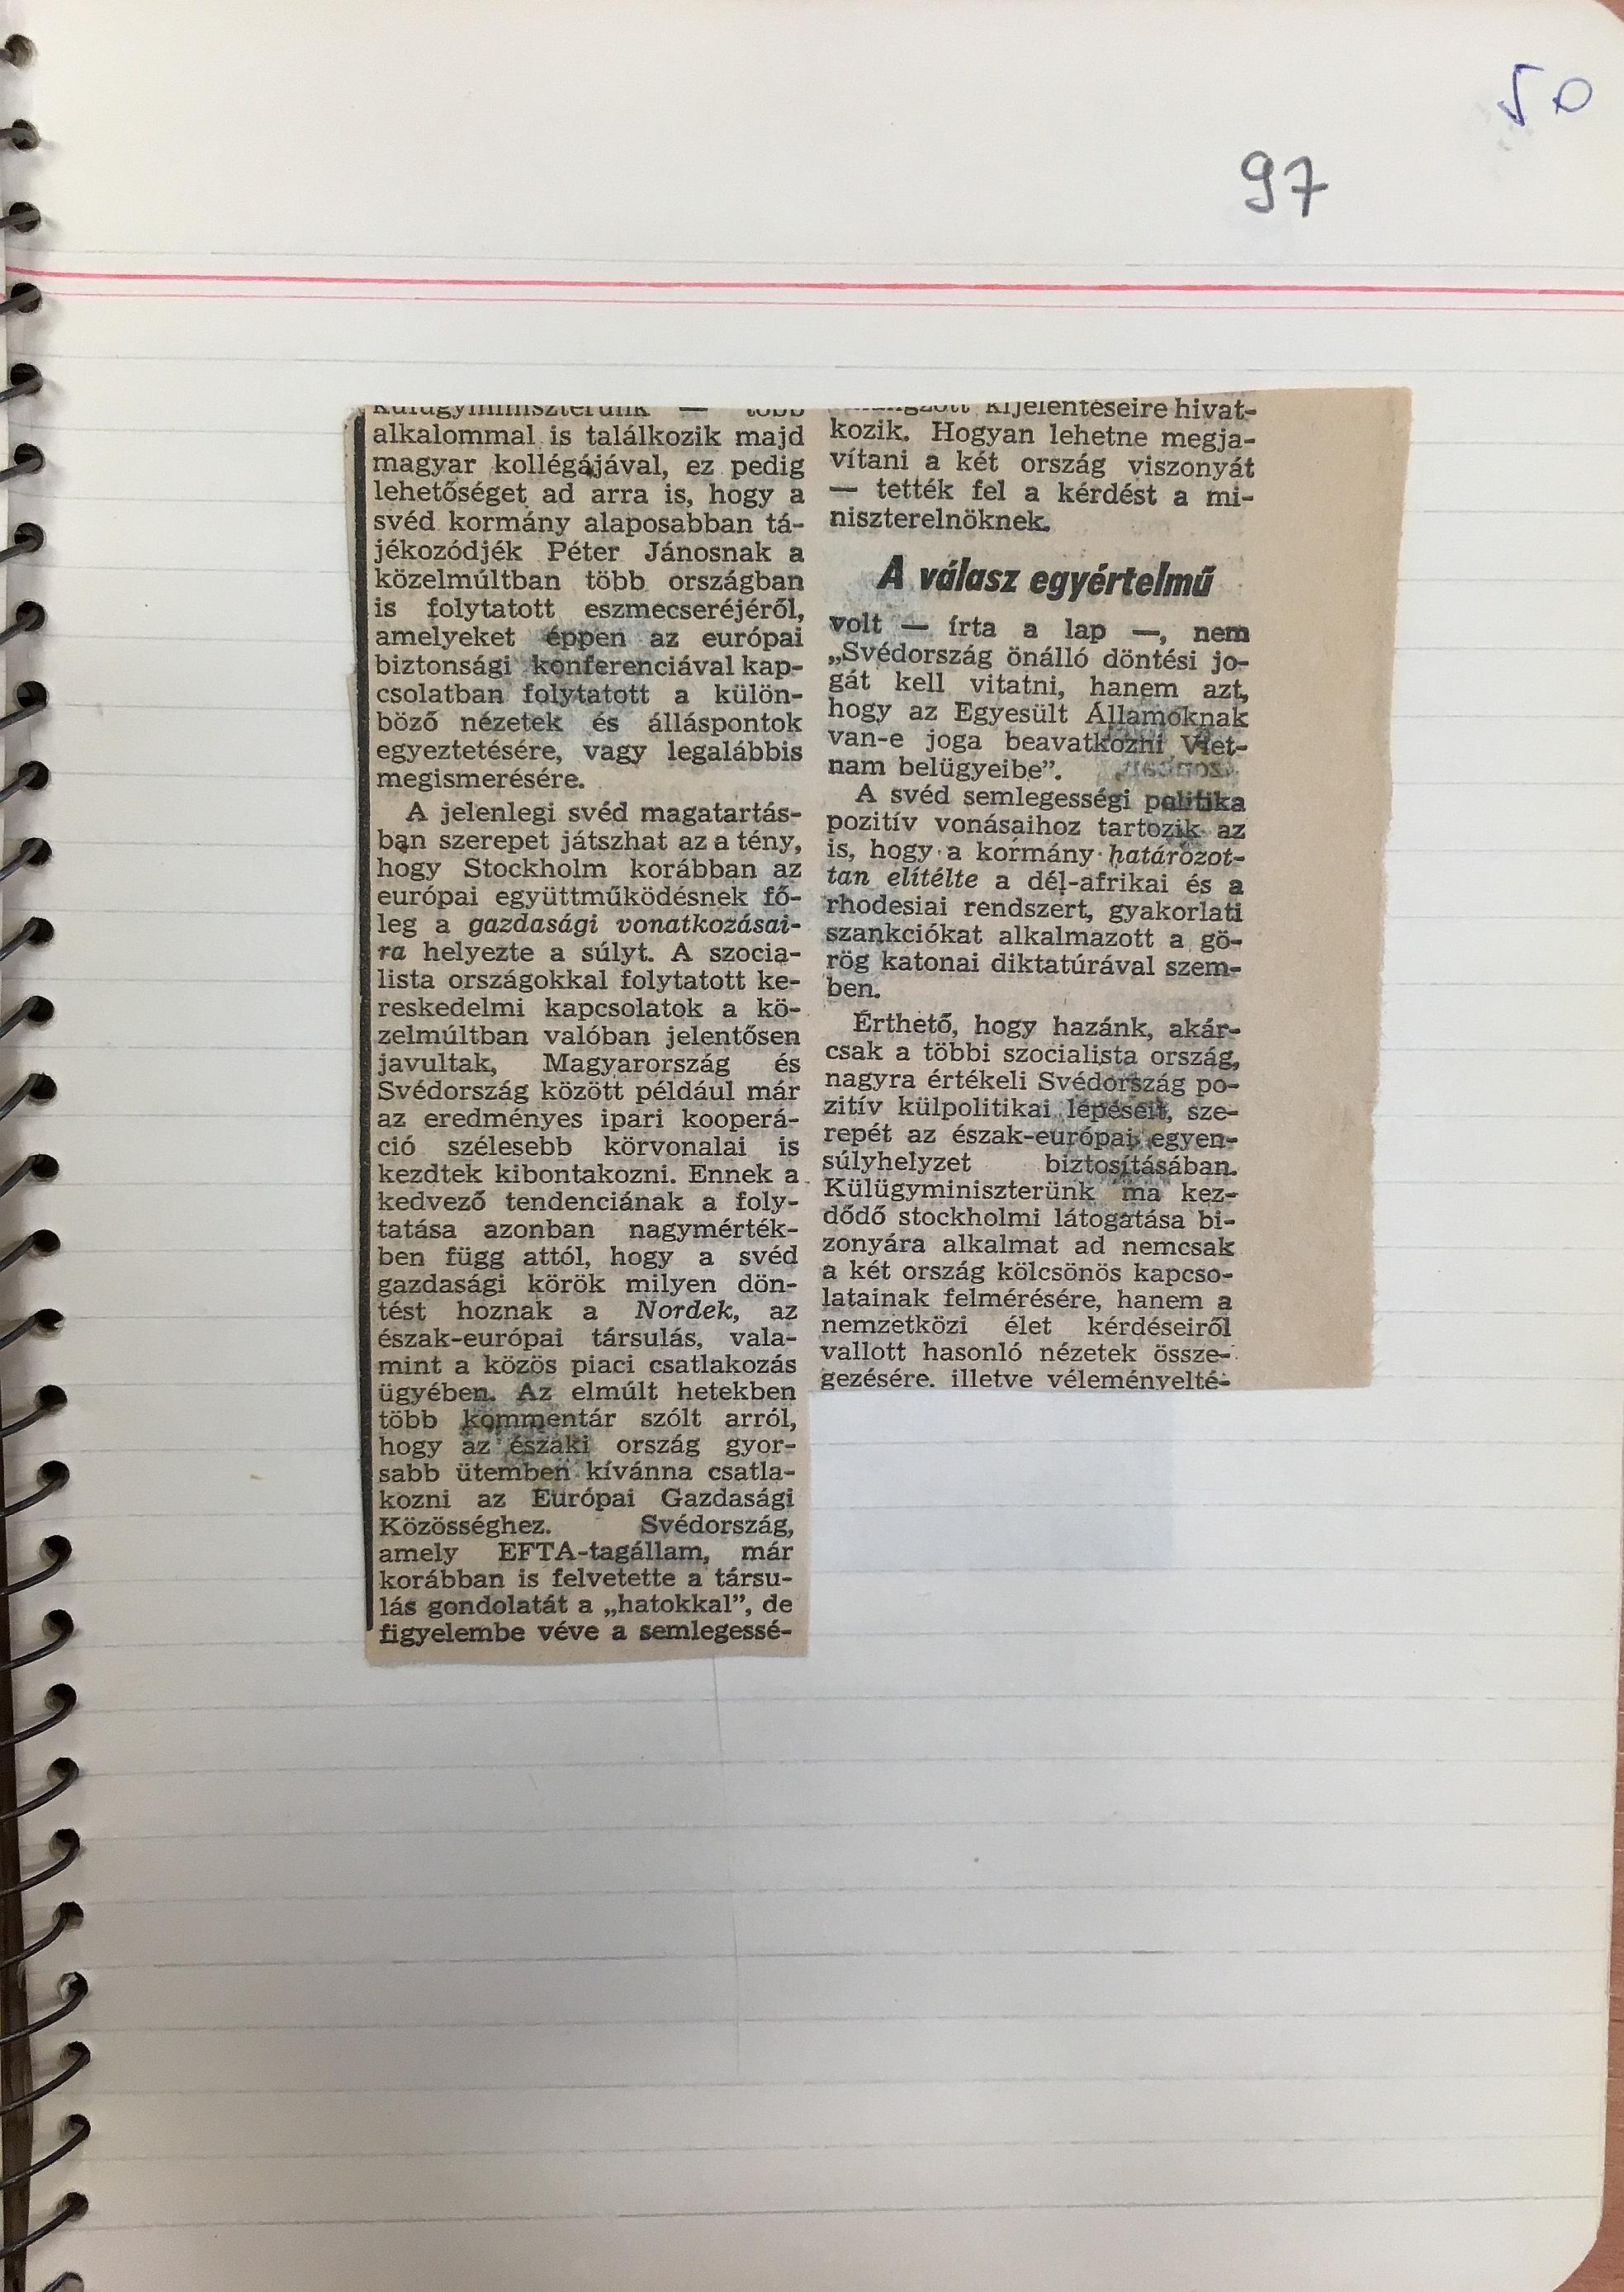 50
97
külügyminiszterünk — több
alkalommal is találkozik majd
magyar kollégájával, ez pedig
lehetőséget ad arra is, hogy a
svéd kormány alaposabban tá-
jékozódjék Péter Jánosnak a
közelmúltban több országban
is folytatott eszmecseréjéről,
amelyeket éppen az európai
biztonsági konferenciával kap-
csolatban folytatott a külön-
böző nézetek és álláspontok
egyeztetésére, vagy legalábbis
megismerésére.
A jelenlegi svéd magatartás-
ban szerepet játszhat az a tény,
hogy Stockholm korábban az
európai együttműködésnek fő-
leg a gazdasági vonatkozásai-
ra helyezte a súlyt. A szocia-
lista országokkal folytatott ke-
reskedelmi kapcsolatok a kö-
zelmúltban valóban jelentősen
javultak, Magyarország és
Svédország között például már
az eredményes ipari kooperá-
ció szélesebb körvonalai is
kezdtek kibontakozni. Ennek a
kedvező tendenciának a foly-
tatása azonban nagymérték-
ben függ attól, hogy a svéd
gazdasági körök milyen dön-
tést hoznak a Nordek, az
észak-európai társulás, vala-
mint a közös piaci csatlakozás
ügyében. Az elmúlt hetekben
több kommentár szólt arról,
hogy az északi ország gyor-
sabb ütemben kívánna csatla-
kozni az Európai Gazdasági
Közösséghez. Svédország,
amely EFTA-tagállam, már
korábban is felvetette a társu-
lás gondolatát a „hatokkal”, de
figyelembe véve a semlegessé-
kijelentéseire hivat-
kozik. Hogyan lehetne megja-
vítani a két ország viszonyát
— tették fel a kérdést a mi-
niszterelnöknek.
A válasz egyértelmű
volt — írta a lap —, nem
„Svédország önálló döntési jo-
gát kell vitatni, hanem azt,
hogy az Egyesült Államoknak
van-e joga beavatkozni Viet-
nam belügyeibe”.
A svéd semlegességi politika
pozitív vonásaihoz tartozik az
is, hogy a kormány határozot-
tan elítélte a dél-afrikai és a
rhodesiai rendszert, gyakorlati
szankciókat alkalmazott a gö-
rög katonai diktatúrával szem-
ben.
Érthető, hogy hazánk, akár-
csak a többi szocialista ország,
nagyra értékeli Svédország po-
zitív külpolitikai lépéseit, sze-
repét az észak-európai egyen-
súlyhelyzet biztosításában.
Külügyminiszterünk ma kez-
dődő stockholmi látogatása bi-
zonyára alkalmat ad nemcsak
a két ország kölcsönös kapcso-
latainak felmérésére, hanem a
nemzetközi élet kérdéseiről
vallott hasonló nézetek össze-
gezésére. illetve véleményelté-